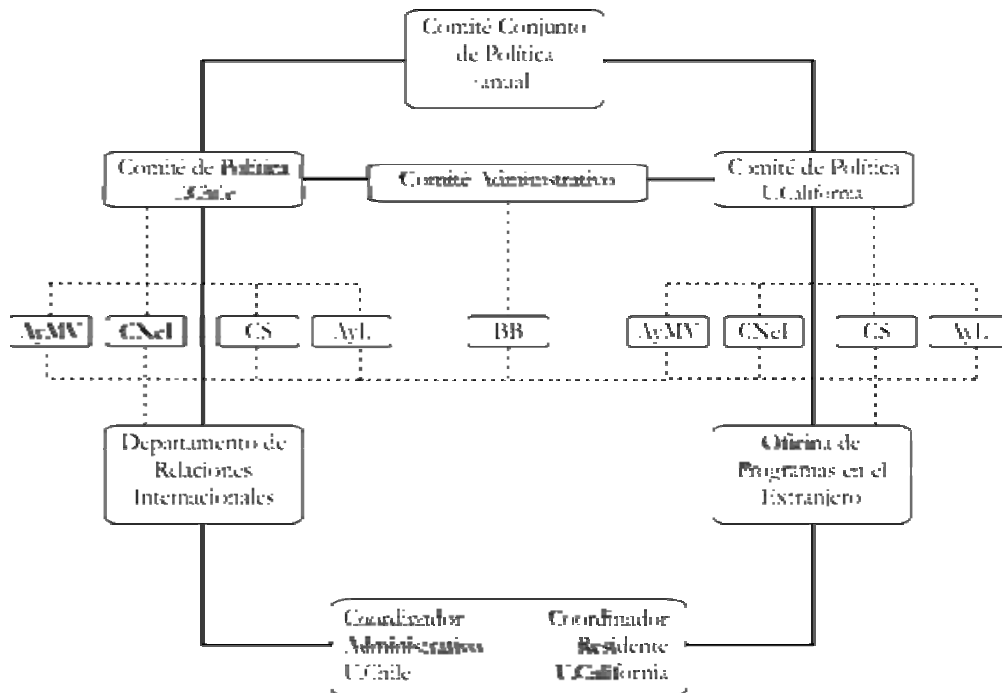 Comité Conjunto
de Política
anual
Comité de Política
U.Chile
Comité Administrativo
Comité de Política
U.California
AyMV
CNeI
CS
AyL
BB
AyMV
CNeI
CS
AyL
Departamento de
Relaciones
Internacionales
Oficina de
Programas en el
Extranjero
Coordinador
Administrativo
U.Chile
Coordinador
Residente
U.California